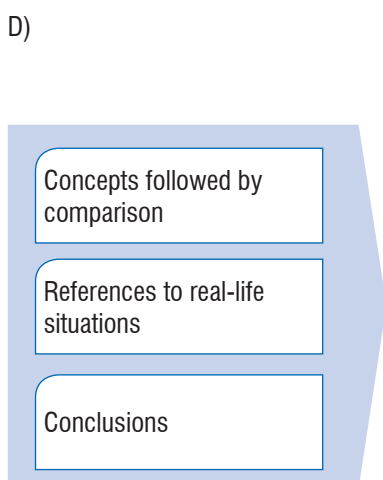 D)
Concepts followed by
comparison
References to real-life
situations
Conclusions